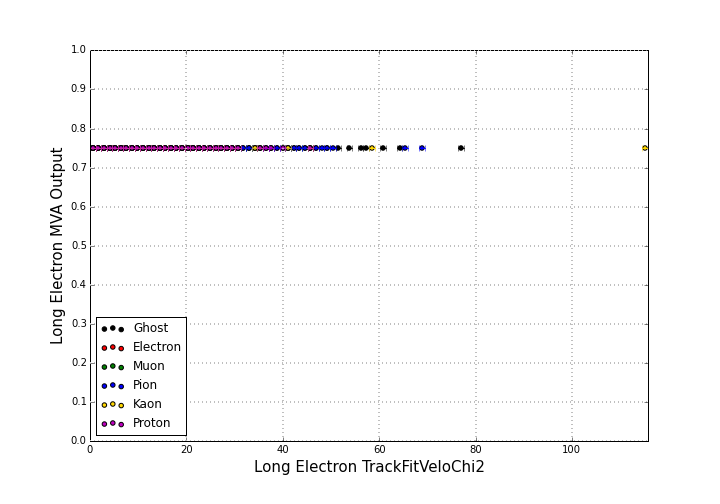 1.0
0.9
0.8
0.7
0.6
0.5
0.4
0.3
0.2
0.1
0.0
Long Electron MVA Output
Ghost
Electron
Muon
Pion
Kaon
Proton
0 20 40 60 80 100
Long Electron TrackFitVeloChi2